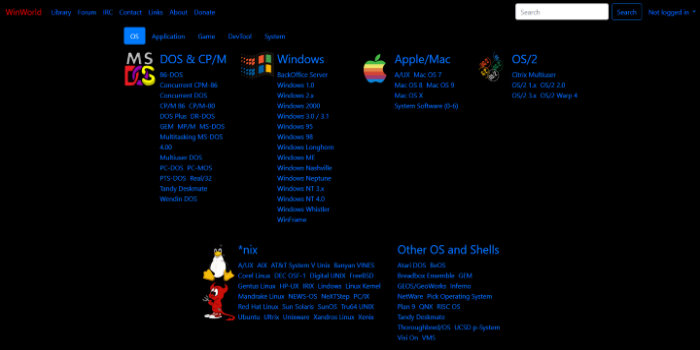 WinWorld Library Forum IRC Contact Links About Donate Search Search Not logged in
OS Application Game DevTool System
MS DOS
DOS & CP/M
86-DOS
Concurrent CPM-86
Concurrent DOS
CP/M 86 CP/M-80
DOS Plus DR-DOS
GEM MP/M MS-DOS
Multitasking MS-DOS
4.00
Multiuser DOS
PC-DOS PC-MOS
PTS-DOS Real/32
Tandy Deskmate
Wendin DOS
Windows
BackOffice Server
Windows 1.0
Windows 2.x
Windows 2000
Windows 3.0 / 3.1
Windows 95
Windows 98
Windows Longhorn
Windows ME
Windows Nashville
Windows Neptune
Windows NT 3.x
Windows NT 4.0
Windows Whistler
WinFrame
Apple/Mac
A/UX Mac OS 7
Mac OS 8 Mac OS 9
Mac OS X
System Software (0-6)
OS/2
Citrix Multiuser
OS/2 1.x OS/2 2.0
OS/2 3.x OS/2 Warp 4
*nix
A/UX AIX AT&T System V Unix Banyan VINES
Corel Linux DEC OSF-1 Digital UNIX FreeBSD
Gentus Linux HP-UX IRIX Lindows Linux Kernel
Mandrake Linux NEWS-OS NeXTStep PC/IX
Red Hat Linux Sun Solaris SunOS Tru64 UNIX
Ubuntu Ultrix Unixware Xandros Linux Xenix
Other OS and Shells
Atari DOS BeOS
Breadbox Ensemble GEM
GEOS/GeoWorks Inferno
NetWare Pick Operating System
Plan 9 QNX RISC OS
Tandy Deskmate
Thoroughbred/OS UCSD p-System
Visi On VMS